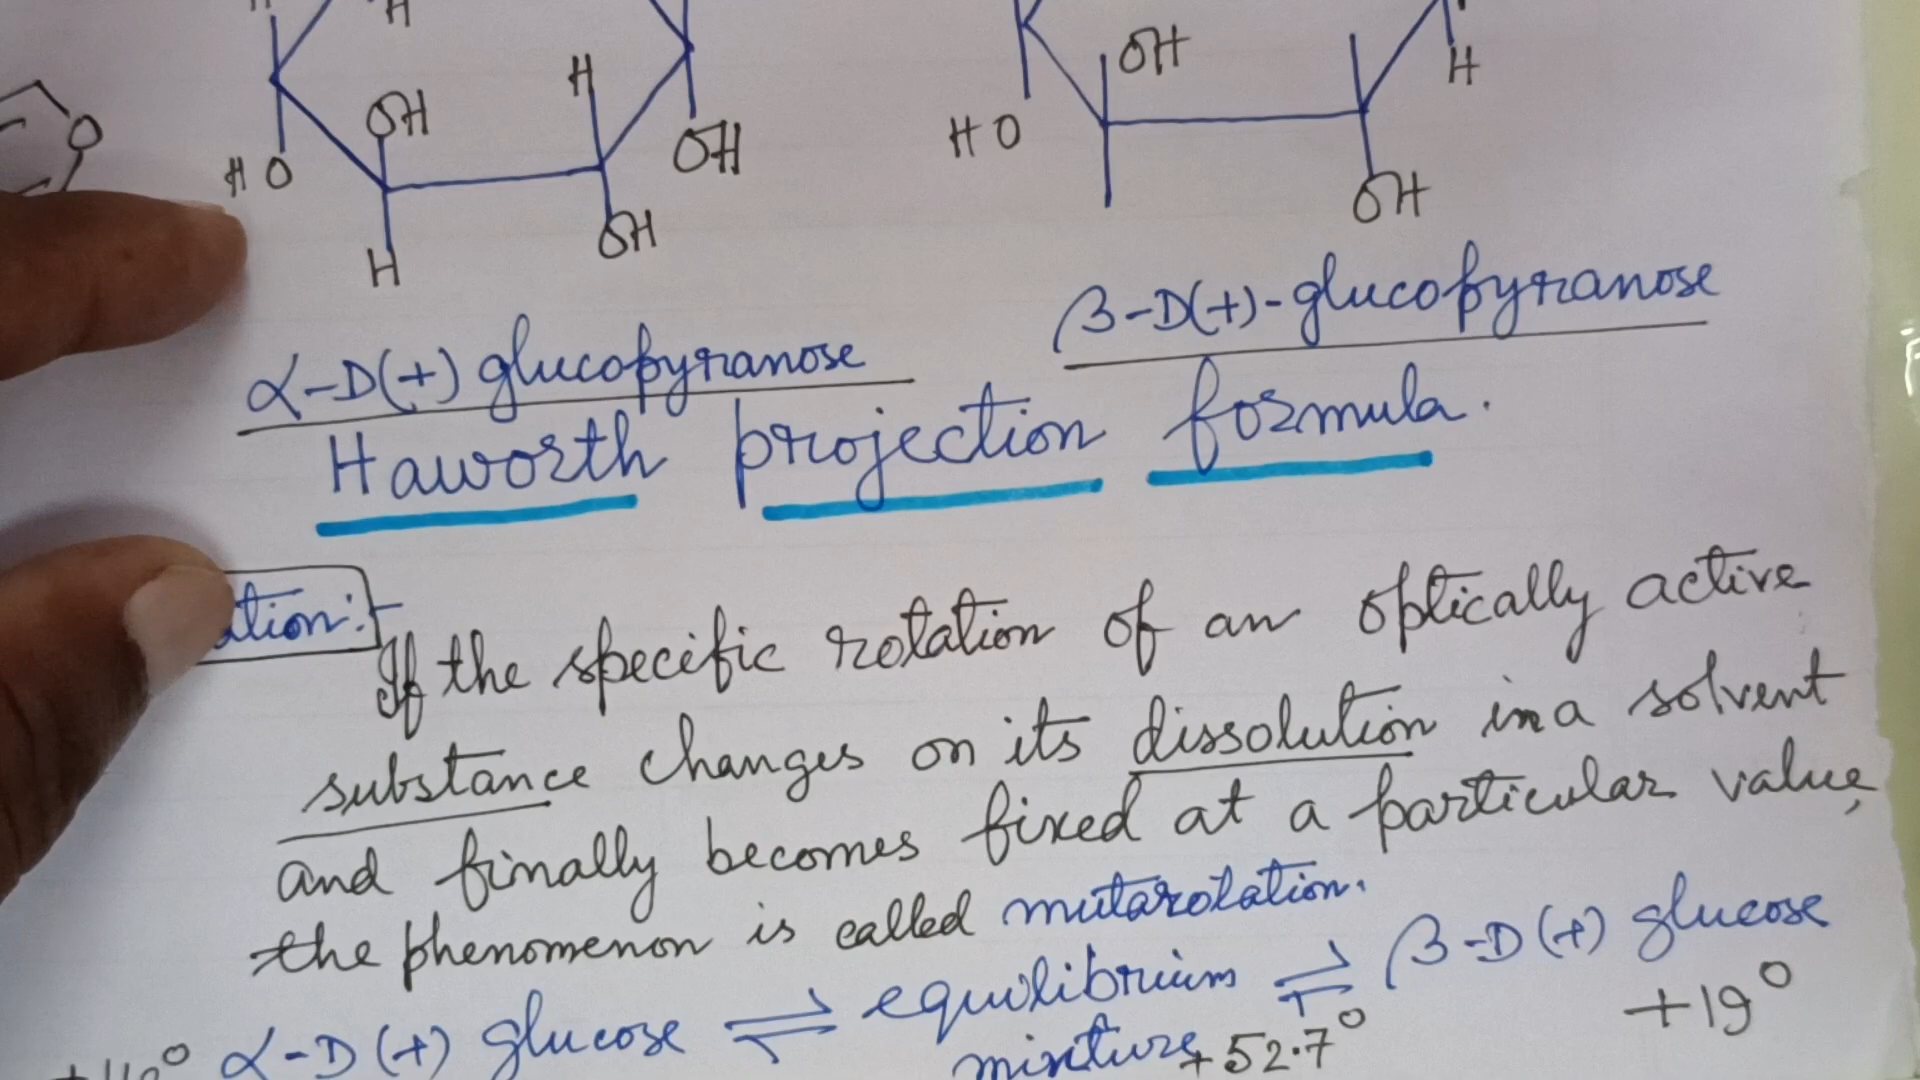 H
H
OH
H
HO
OH
H
OH
OH
H
HO
OH
α-D(+) glucopyranose
β-D(+)-glucopyranose
Haworth projection formula.
ation:-
If the specific rotation of an optically active
substance changes on its dissolution in a solvent
and finally becomes fixed at a particular value,
the phenomenon is called mutarotation.
α-D(+) glucose ⇌ equilibrium ⇌ β-D(+) glucose
mixture +52.7° +19°
O